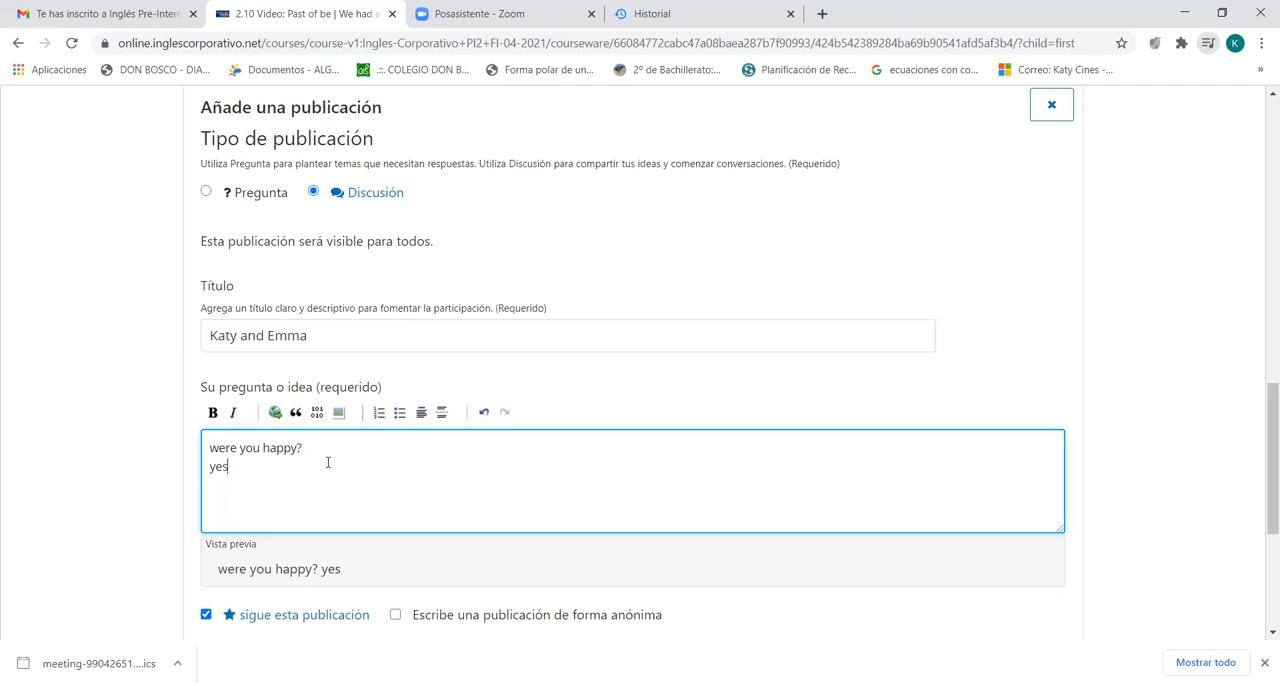 Te has inscrito a Inglés Pre-Interm
2.10 Video: Past of be | We had a
Posasistente - Zoom
Historial
online.inglescorporativo.net/courses/course-v1:Ingles-Corporativo+PI2+FI-04-2021/courseware/66084772cabc47a08baea287b7f90993/424b542389284ba69b90541afd5af3b4/?child=first
K
Aplicaciones
DON BOSCO - DIA...
Documentos - ALG...
.::. COLEGIO DON B...
Forma polar de un...
2º de Bachillerato:...
Planificación de Rec...
ecuaciones con co...
Correo: Katy Cines -...
»
Añade una publicación
Tipo de publicación
Utiliza Pregunta para plantear temas que necesitan respuestas. Utiliza Discusión para compartir tus ideas y comenzar conversaciones. (Requerido)
? Pregunta
Discusión
Esta publicación será visible para todos.
Título
Agrega un título claro y descriptivo para fomentar la participación. (Requerido)
Katy and Emma
Su pregunta o idea (requerido)
B I
101
010
were you happy?
yes
Vista previa
were you happy? yes
sigue esta publicación
Escribe una publicación de forma anónima
meeting-99042651....ics
Mostrar todo